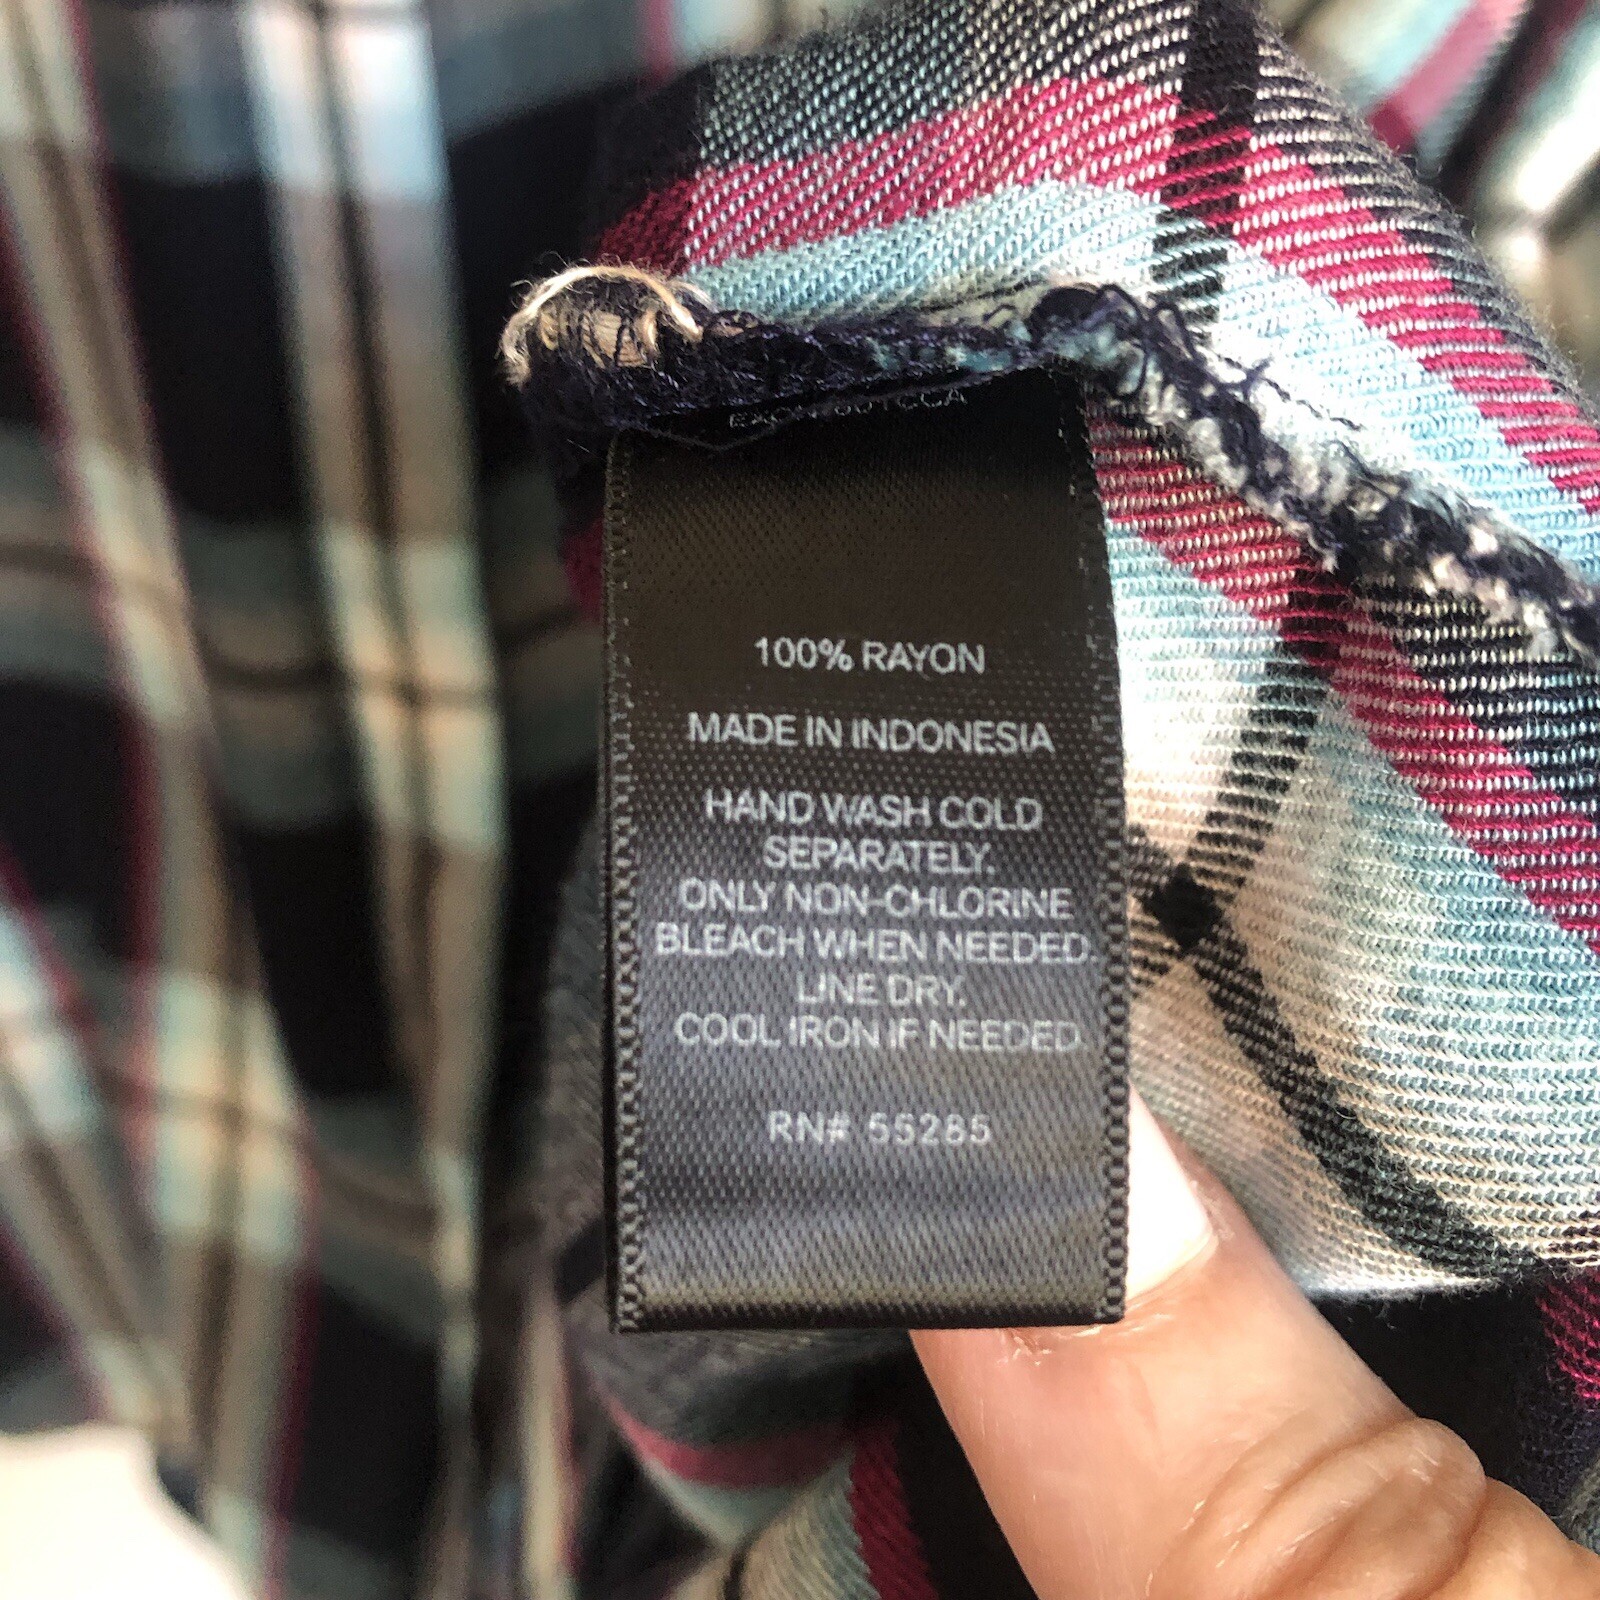 100% RAYON
MADE IN INDONESIA
HAND WASH COLD
SEPARATELY.
ONLY NON-CHLORINE
BLEACH WHEN NEEDED.
LINE DRY.
COOL IRON IF NEEDED.
RN# 55285